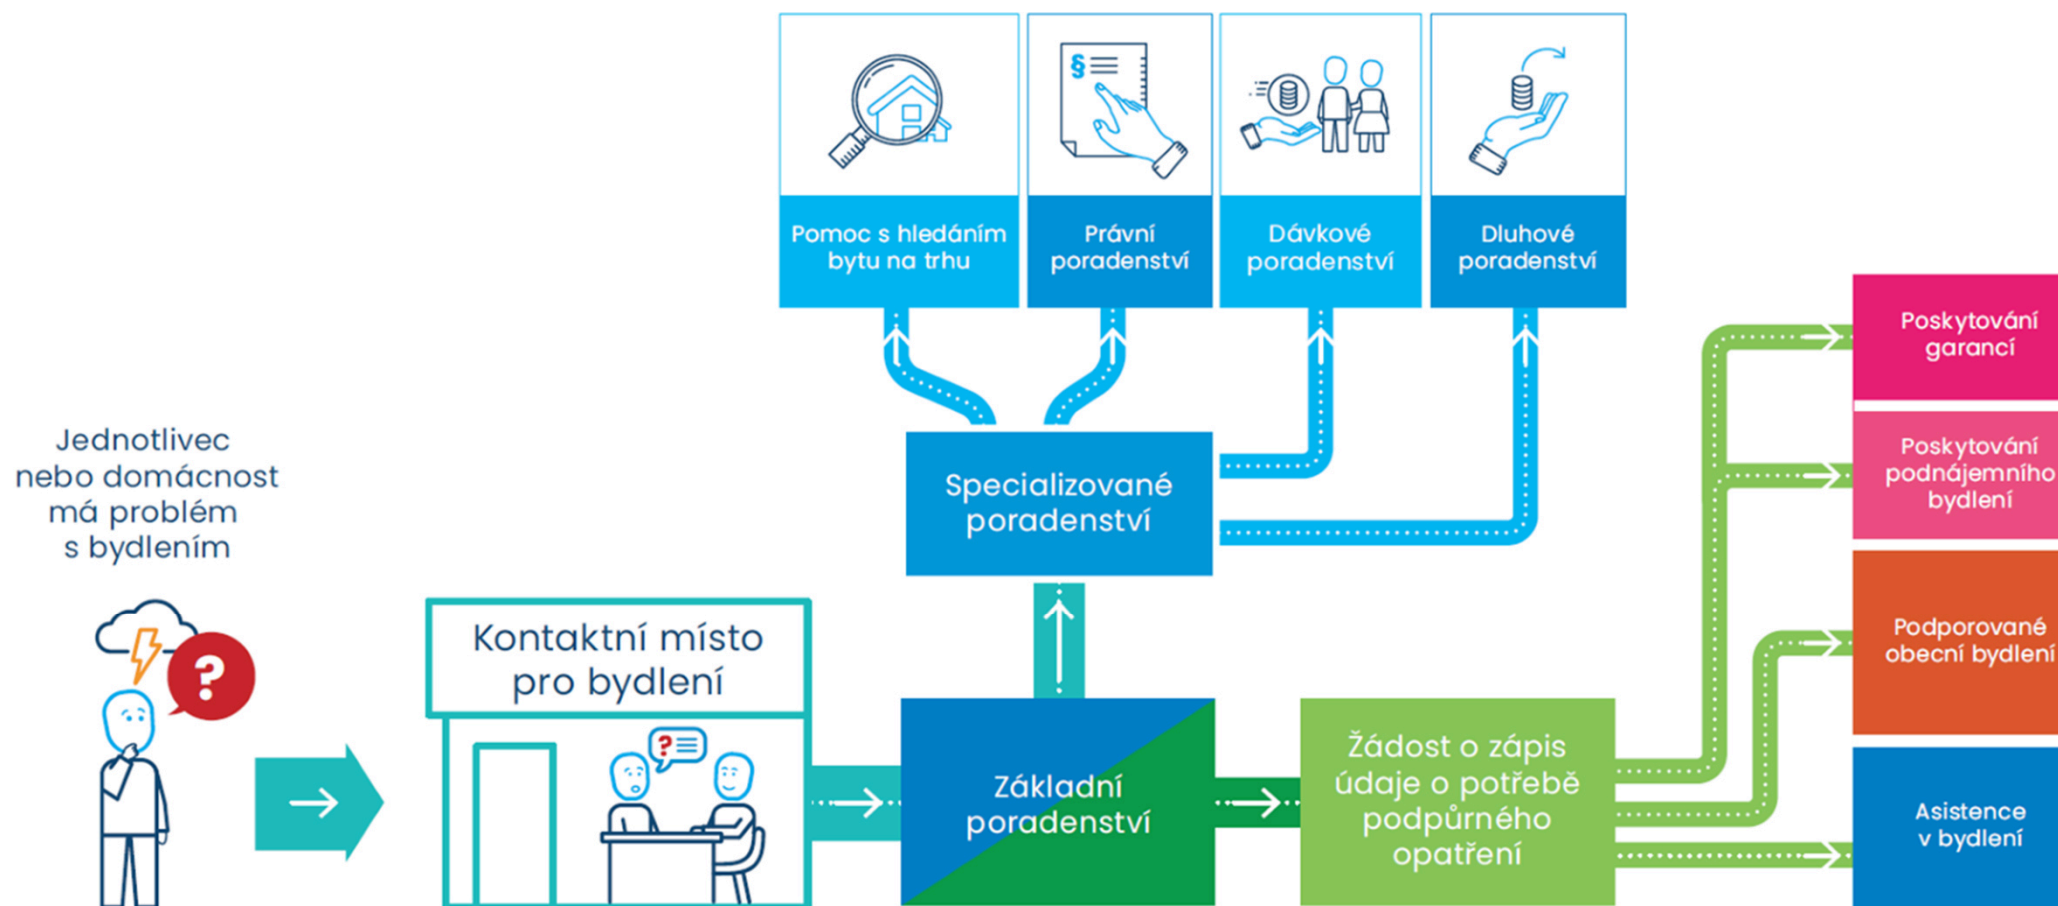 Pomoc s hledáním
bytu na trhu
Právní
poradenství
Dávkové
poradenství
Dluhové
poradenství
Jednotlivec
nebo domácnost
má problém
s bydlením
?
Kontaktní místo
pro bydlení
?
§
Specializované
poradenství
Základní
poradenství
Žádost o zápis
údaje o potřebě
podpůrného
opatření
Poskytování
garancí
Poskytování
podnájemního
bydlení
Podporované
obecní bydlení
Asistence
v bydlení